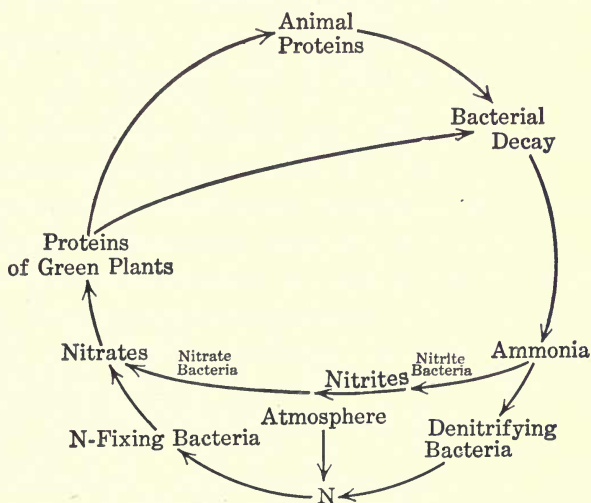 Animal
Proteins
Bacterial
Decay
Proteins
of Green Plants
Nitrates
Nitrate
Bacteria
Nitrites
Nitrite
Bacteria
Ammonia
Atmosphere
N-Fixing Bacteria
Denitrifying
Bacteria
N